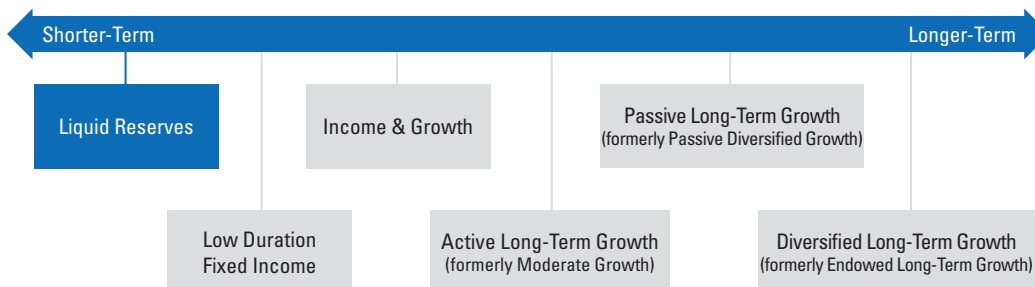 Shorter-Term
Longer-Term
Liquid Reserves
Income & Growth
Passive Long-Term Growth
(formerly Passive Diversified Growth)
Low Duration
Fixed Income
Active Long-Term Growth
(formerly Moderate Growth)
Diversified Long-Term Growth
(formerly Endowed Long-Term Growth)